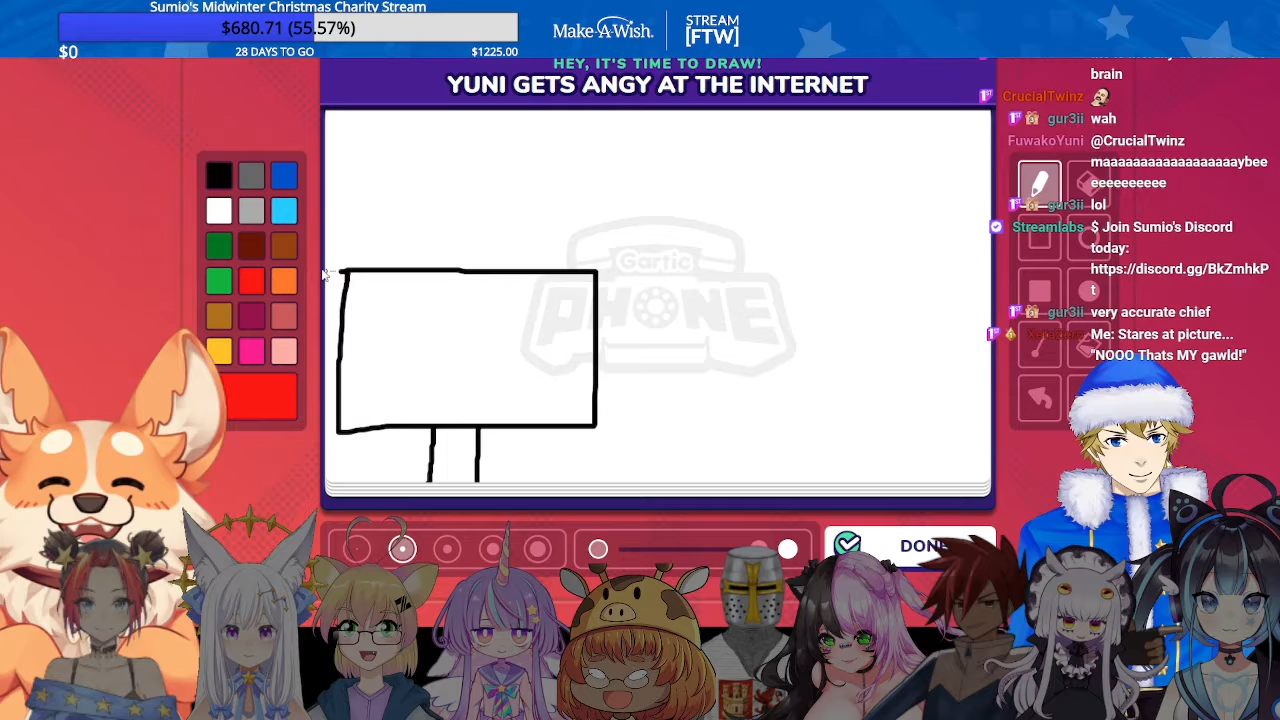 Sumio's Midwinter Christmas Charity Stream
$680.71 (55.57%)
$0
28 DAYS TO GO
$1225.00
Make-A-Wish.
STREAM
[FTW]
HEY, IT'S TIME TO DRAW!
YUNI GETS ANGY AT THE INTERNET
Gartic
PHONE
brain
CrucialTwinz
gur3ii wah
FuwakoYuni @CrucialTwinz
maaaaaaaaaaaaaaaaaaybee
eeeeeeeeeee
gur3ii lol
Streamlabs $ Join Sumio's Discord
today:
https://discord.gg/BkZmhkP
t
gur3ii very accurate chief
Me: Stares at picture...
"NOOO Thats MY gawld!"
DONE